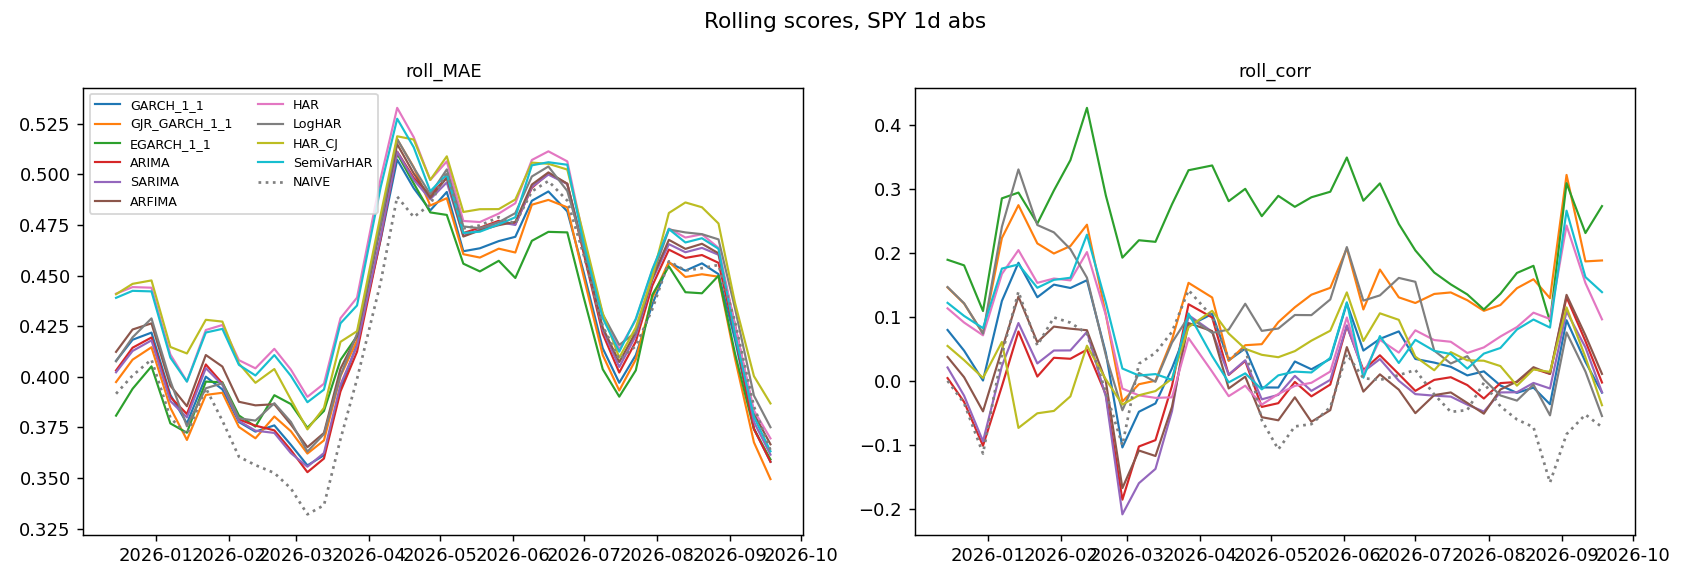 Rolling scores, SPY 1d abs
roll_MAE
GARCH_1_1
GJR_GARCH_1_1
EGARCH_1_1
ARIMA
SARIMA
ARFIMA
HAR
LogHAR
HAR_CJ
SemiVarHAR
NAIVE
0.525
0.500
0.475
0.450
0.425
0.400
0.375
0.350
0.325
2026-01
2026-02
2026-03
2026-04
2026-05
2026-06
2026-07
2026-08
2026-09
2026-10
roll_corr
0.4
0.3
0.2
0.1
0.0
−0.1
−0.2
2026-01
2026-02
2026-03
2026-04
2026-05
2026-06
2026-07
2026-08
2026-09
2026-10